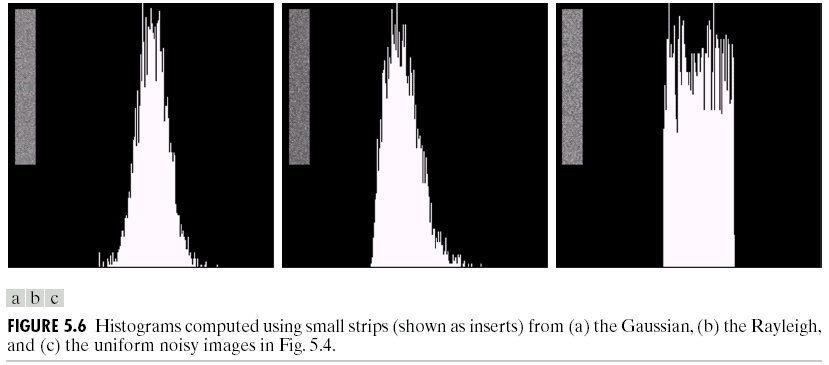 a b c
FIGURE 5.6 Histograms computed using small strips (shown as inserts) from (a) the Gaussian, (b) the Rayleigh,
and (c) the uniform noisy images in Fig. 5.4.